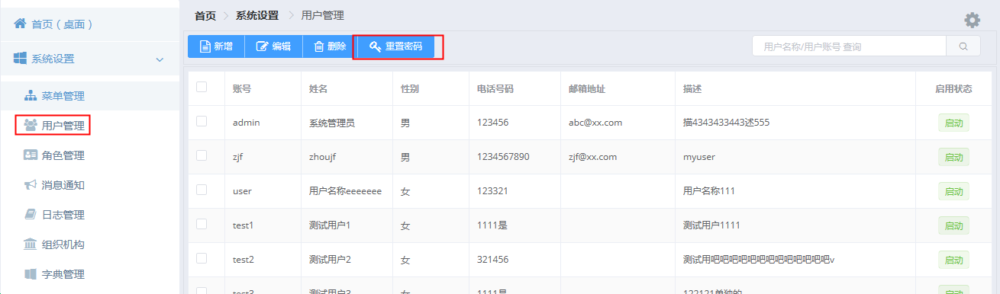 首页（桌面）
系统设置
菜单管理
用户管理
角色管理
消息通知
日志管理
组织机构
字典管理
首页 > 系统设置 > 用户管理
新增 编辑 删除 重置密码 用户名称/用户账号 查询
账号 姓名 性别 电话号码 邮箱地址 描述 启用状态
admin 系统管理员 男 123456 abc@xx.com 描4343433443述555 启动
zjf zhoujf 男 1234567890 zjf@xx.com myuser 启动
user 用户名称eeeeeee 女 123321 用户名称111 启动
test1 测试用户1 女 1111是 测试用户1111 启动
test2 测试用户2 女 321456 测试用吧吧吧吧吧吧吧吧吧吧吧吧吧v 启动
test3 测试用户3 女 1111是 122121单独的 启动